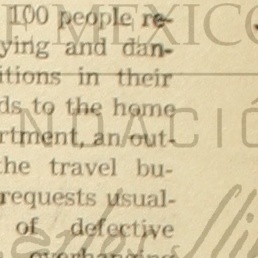 100 people re-
ying and dan-
itions in their
ds to the home
rtment, an out-
the travel bu-
requests usual-
of defective
overhanging